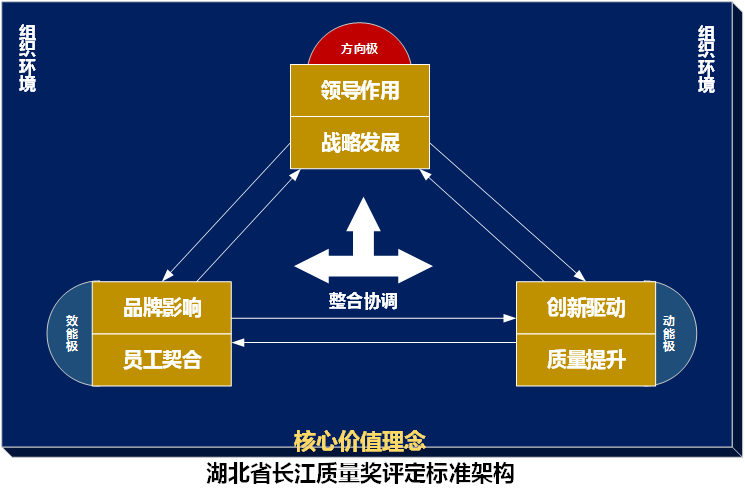 组织环境
组织环境
方向极
领导作用
战略发展
整合协调
效能极
品牌影响
员工契合
创新驱动
质量提升
动能极
核心价值理念
湖北省长江质量奖评定标准架构